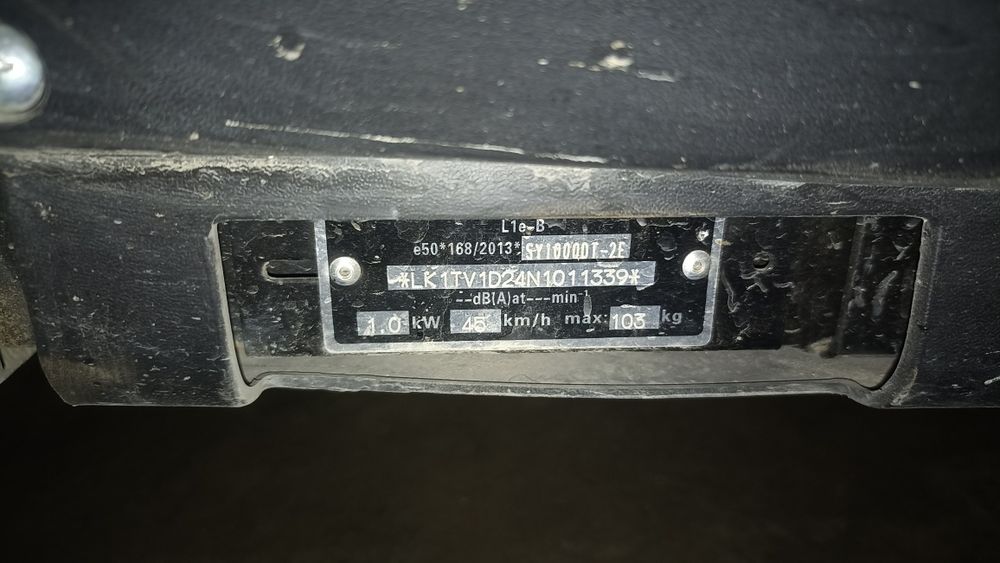 L1e-B
e50*168/2013*SY1000DT-2E
*LK1TV1D24N1011339*
--dB(A)at---min⁻¹
1.0 kW 45 km/h max: 103 kg